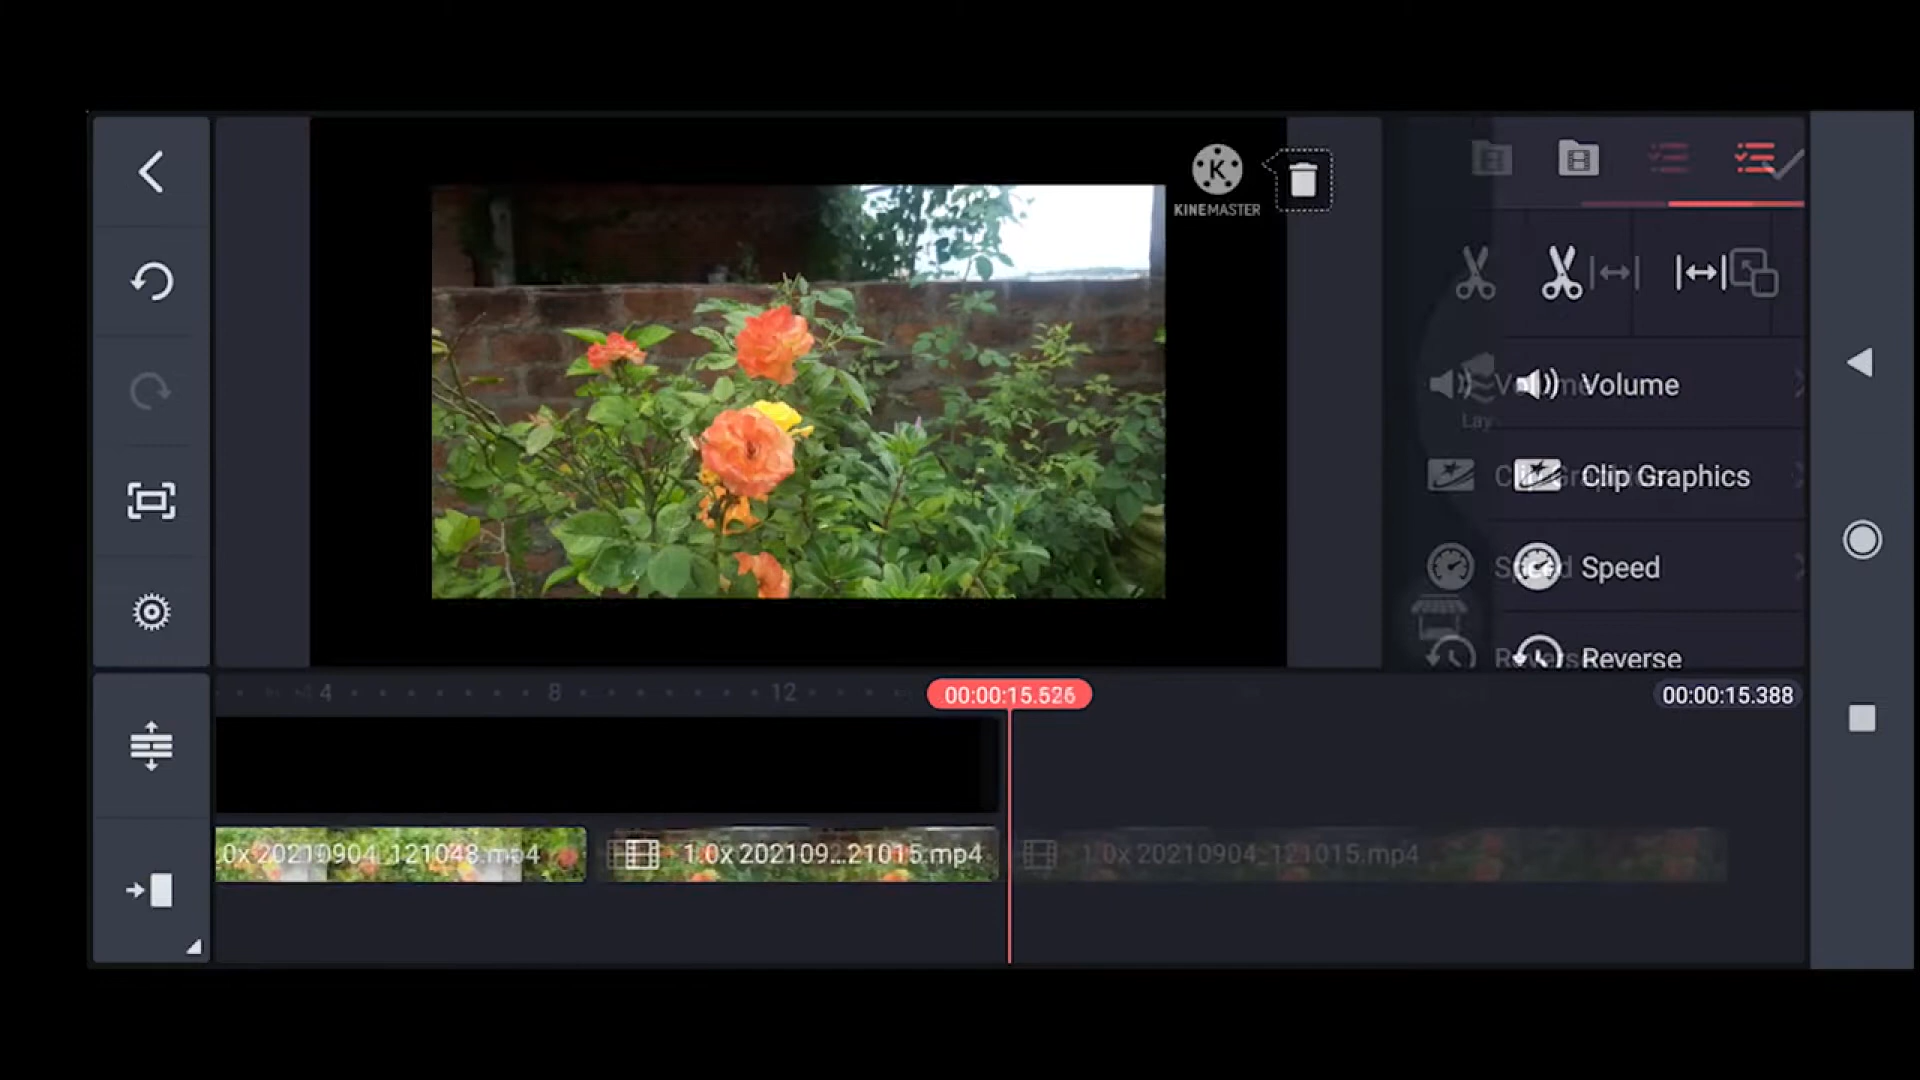 K
KINEMASTER
Volume
Lay
Clip Graphics
Speed
Reverse
4
8
12
00:00:15.526
00:00:15.388
.0x 20210904_121048.mp4
1.0x 202109...21015.mp4
1.0x 20210904_121015.mp4